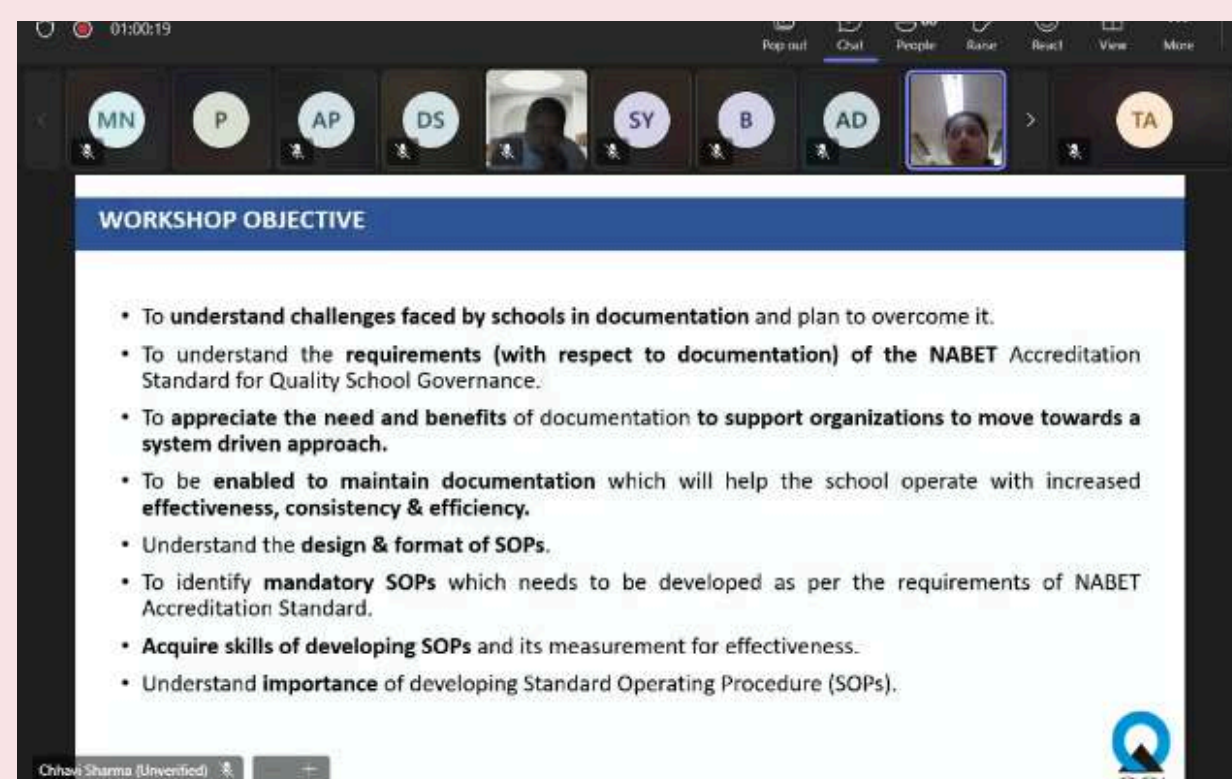 01:00:19
Pop out Chat People Raise React View More
MN P AP DS SY B AD TA
WORKSHOP OBJECTIVE
• To understand challenges faced by schools in documentation and plan to overcome it.
• To understand the requirements (with respect to documentation) of the NABET Accreditation
Standard for Quality School Governance.
• To appreciate the need and benefits of documentation to support organizations to move towards a
system driven approach.
• To be enabled to maintain documentation which will help the school operate with increased
effectiveness, consistency & efficiency.
• Understand the design & format of SOPs.
• To identify mandatory SOPs which needs to be developed as per the requirements of NABET
Accreditation Standard.
• Acquire skills of developing SOPs and its measurement for effectiveness.
• Understand importance of developing Standard Operating Procedure (SOPs).
Chhavi Sharma (Unverified)